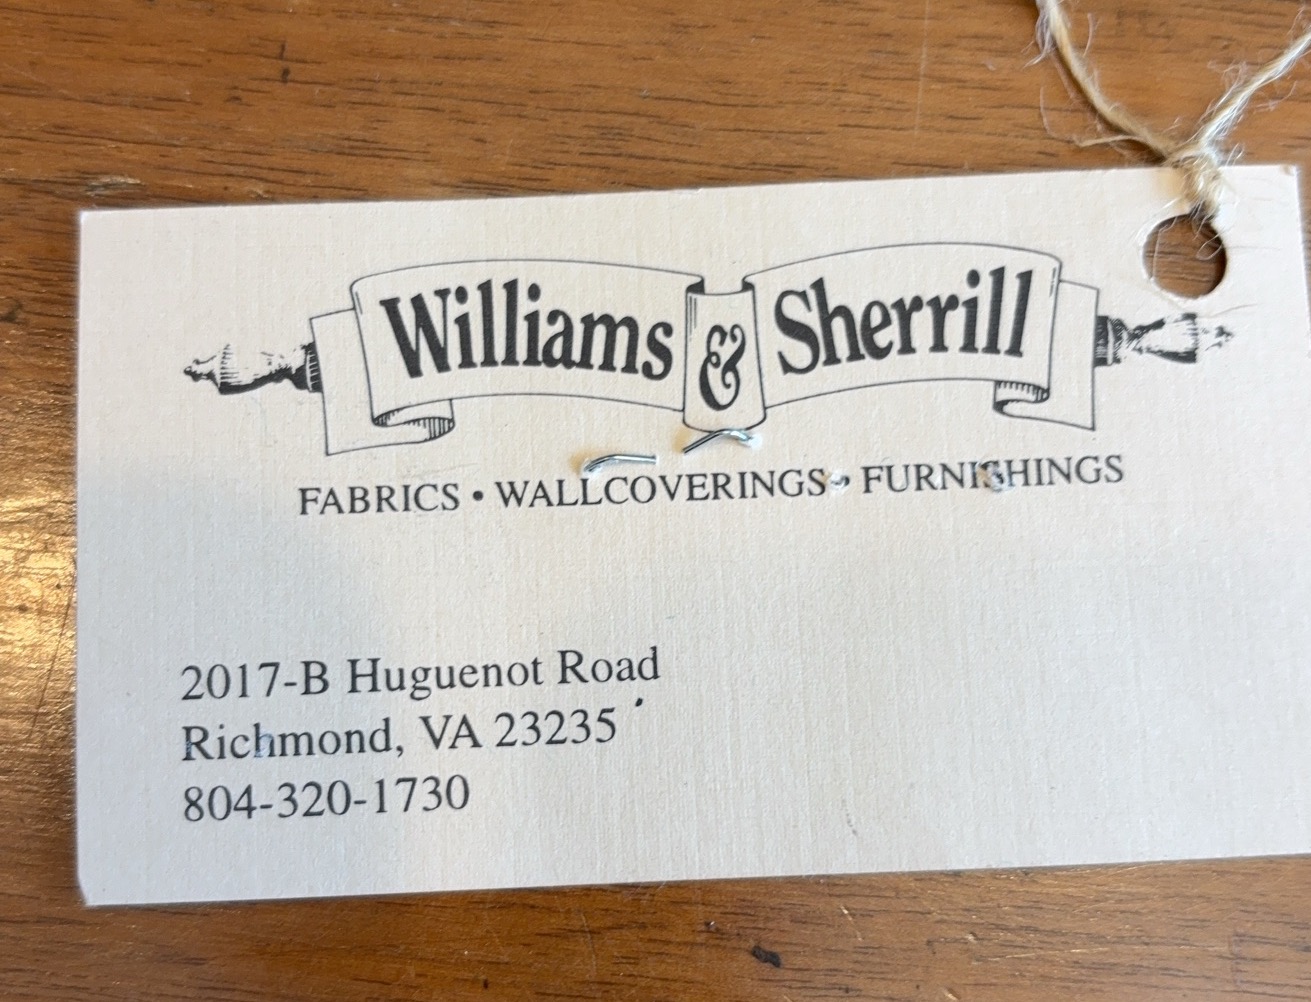 Williams & Sherrill
FABRICS • WALLCOVERINGS • FURNISHINGS
2017-B Huguenot Road
Richmond, VA 23235
804-320-1730